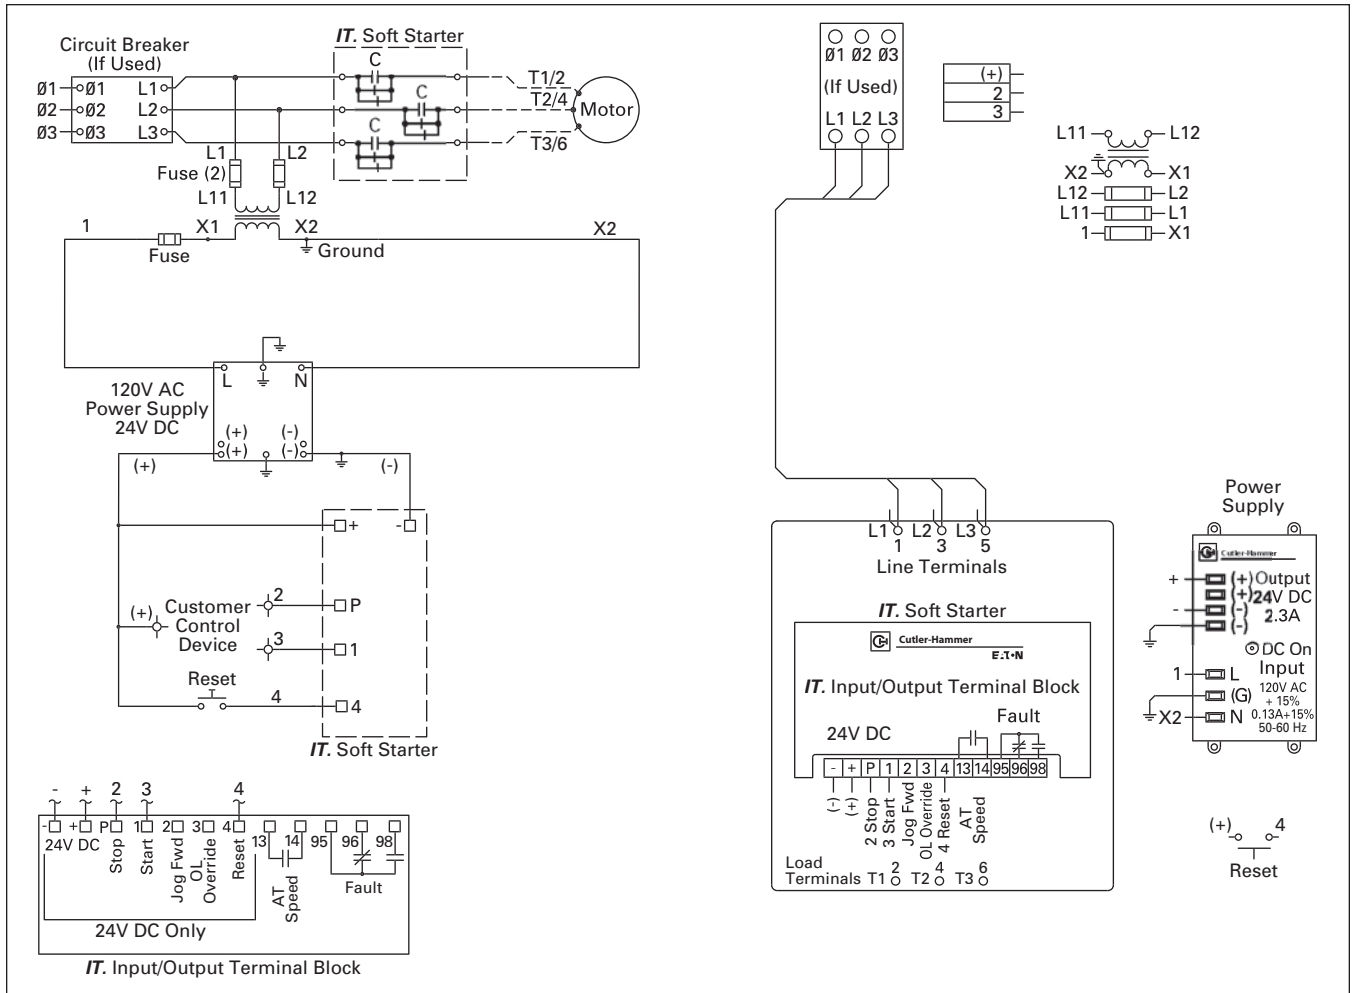 Circuit Breaker
(If Used)
Ø1 Ø1 L1
Ø2 Ø2 L2
Ø3 Ø3 L3
IT. Soft Starter
C
C
C
T1/2
T2/4
T3/6
Motor
L1 L2
Fuse (2)
L11 L12
1 X1 X2 X2
Fuse
Ground
L N
120V AC
Power Supply
24V DC
(+) (-)
(+) (-)
(+) (-)
+ -
(+)
Customer
Control
Device
2 P
3 1
Reset
4 4
IT. Soft Starter
- + 2 3 4
- + P 1 2 3 4 13 14 95 96 98
24V DC
Stop
Start
Jog Fwd
OL
Override
Reset
AT
Speed
Fault
24V DC Only
IT. Input/Output Terminal Block
Ø1 Ø2 Ø3
(If Used)
L1 L2 L3
(+)
2
3
L11 L12
X2 X1
L12 L2
L11 L1
1 X1
L1 L2 L3
1 3 5
Line Terminals
IT. Soft Starter
Cutler-Hammer
E.T•N
IT. Input/Output Terminal Block
24V DC
Fault
- + P 1 2 3 4 13 14 95 96 98
(-)
(+)
2 Stop
3 Start
Jog Fwd
OL Override
4 Reset
AT
Speed
Load
Terminals T1 2 T2 4 T3 6
Power
Supply
Cutler-Hammer
+ (+) Output
(+) 24V DC
- (-) 2.3A
(-)
DC On
Input
1 L
(G)
X2 N
120V AC
+ 15%
0.13A+15%
50-60 Hz
(+) 4
Reset